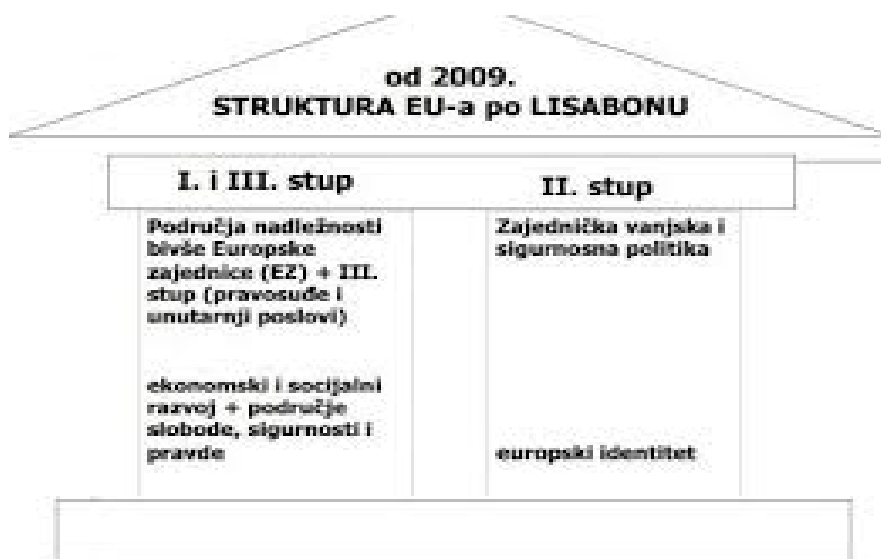 od 2009.
STRUKTURA EU-a po LISABONU
I. i III. stup
II. stup
Područja nadležnosti
bivše Europske
zajednice (EZ) + III.
stup (pravosuđe i
unutarnji poslovi)
ekonomski i socijalni
razvoj + područje
slobode, sigurnosti i
pravde
Zajednička vanjska i
sigurnosna politika
europski identitet